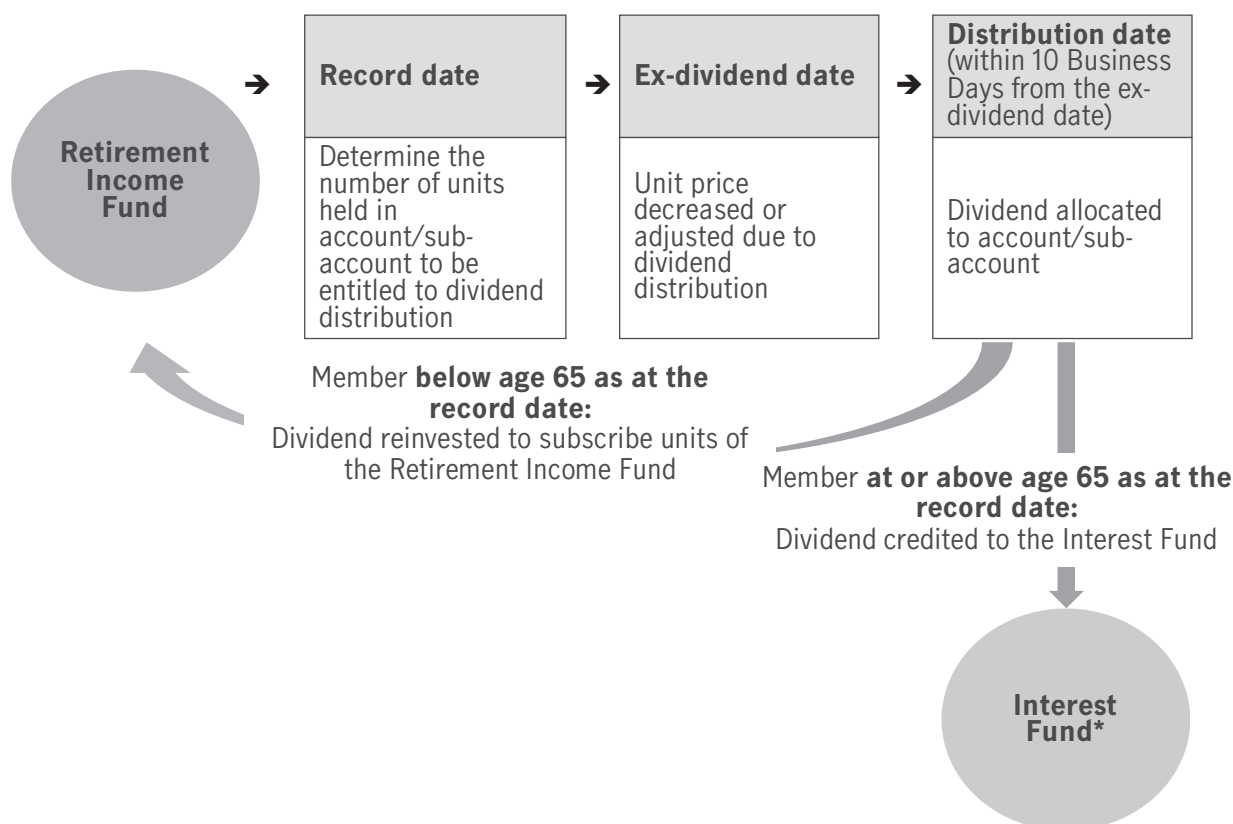 Retirement
Income
Fund
Record date
Determine the
number of units
held in
account/sub-
account to be
entitled to dividend
distribution
Ex-dividend date
Unit price
decreased or
adjusted due to
dividend
distribution
Distribution date
(within 10 Business
Days from the ex-
dividend date)
Dividend allocated
to account/sub-
account
Member below age 65 as at the
record date:
Dividend reinvested to subscribe units of
the Retirement Income Fund
Member at or above age 65 as at the
record date:
Dividend credited to the Interest Fund
Interest
Fund*